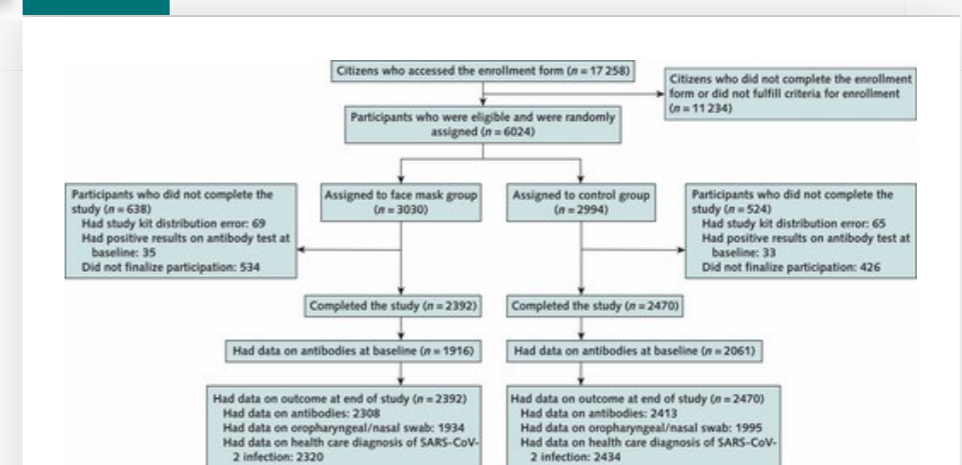 Citizens who accessed the enrollment form (n = 17 258)
Citizens who did not complete the enrollment
form or did not fulfill criteria for enrollment
(n = 11 234)
Participants who were eligible and were randomly
assigned (n = 6024)
Participants who did not complete the
study (n = 638)
Had study kit distribution error: 69
Had positive results on antibody test at
baseline: 35
Did not finalize participation: 534
Assigned to face mask group
(n = 3030)
Assigned to control group
(n = 2994)
Participants who did not complete the
study (n = 524)
Had study kit distribution error: 65
Had positive results on antibody test at
baseline: 33
Did not finalize participation: 426
Completed the study (n = 2392)
Completed the study (n = 2470)
Had data on antibodies at baseline (n = 1916)
Had data on antibodies at baseline (n = 2061)
Had data on outcome at end of study (n = 2392)
Had data on antibodies: 2308
Had data on oropharyngeal/nasal swab: 1934
Had data on health care diagnosis of SARS-CoV-
2 infection: 2320
Had data on outcome at end of study (n = 2470)
Had data on antibodies: 2413
Had data on oropharyngeal/nasal swab: 1995
Had data on health care diagnosis of SARS-CoV-
2 infection: 2434